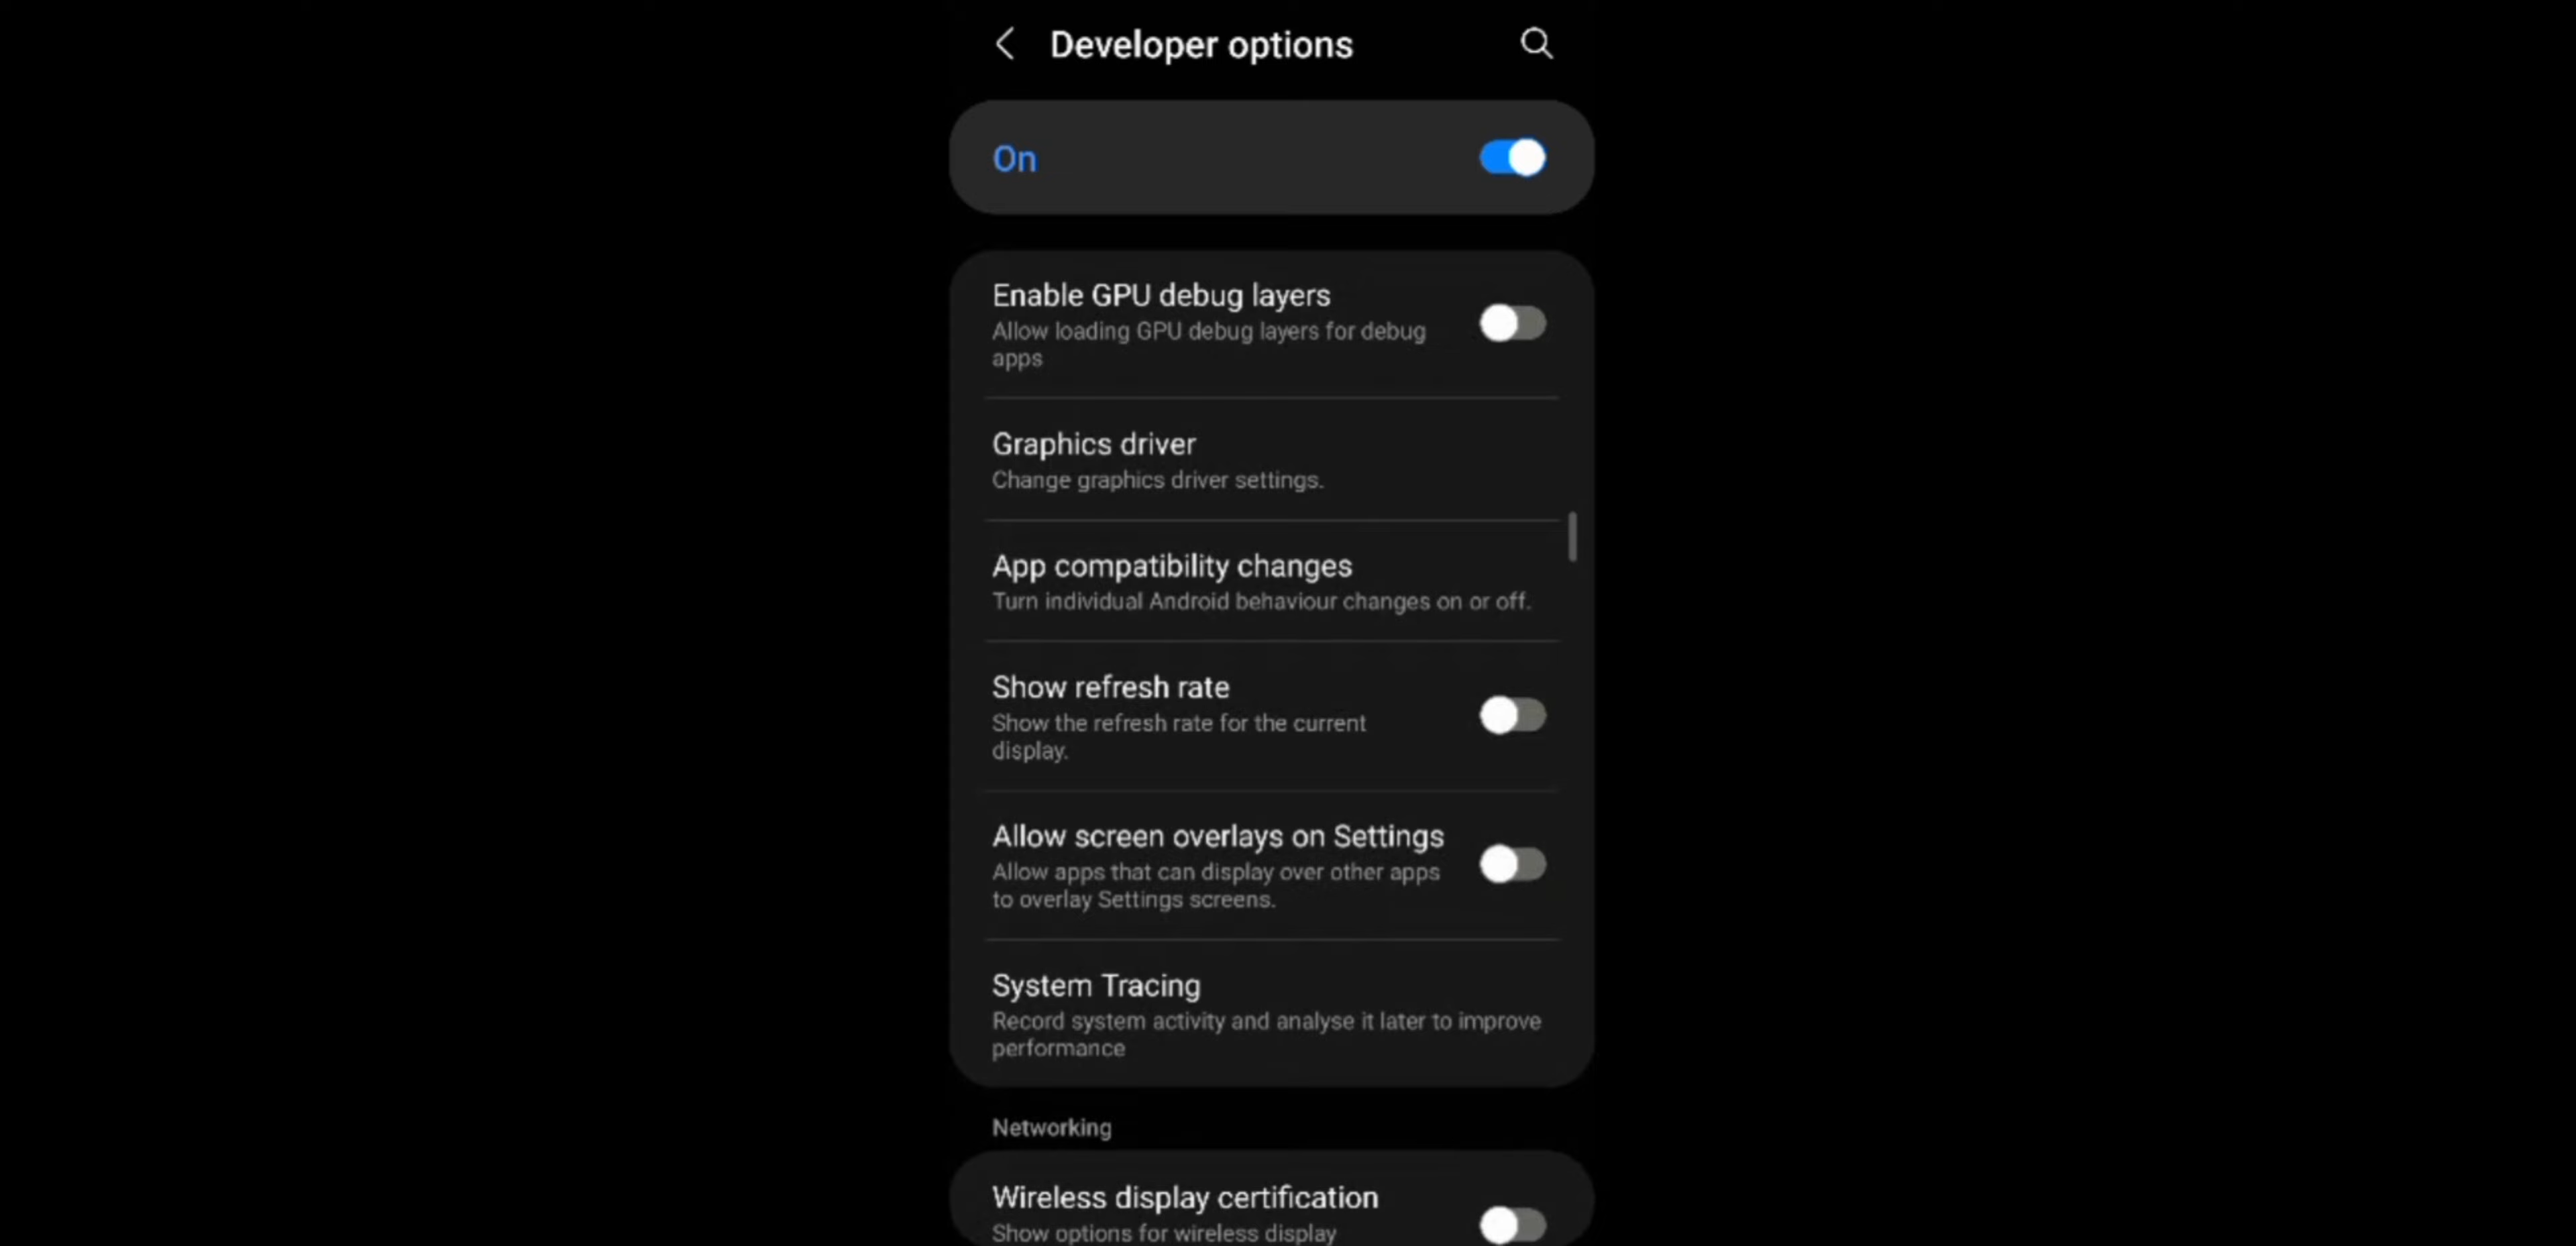 Developer options
On
Enable GPU debug layers
Allow loading GPU debug layers for debug
apps
Graphics driver
Change graphics driver settings.
App compatibility changes
Turn individual Android behaviour changes on or off.
Show refresh rate
Show the refresh rate for the current
display.
Allow screen overlays on Settings
Allow apps that can display over other apps
to overlay Settings screens.
System Tracing
Record system activity and analyse it later to improve
performance
Networking
Wireless display certification
Show options for wireless display